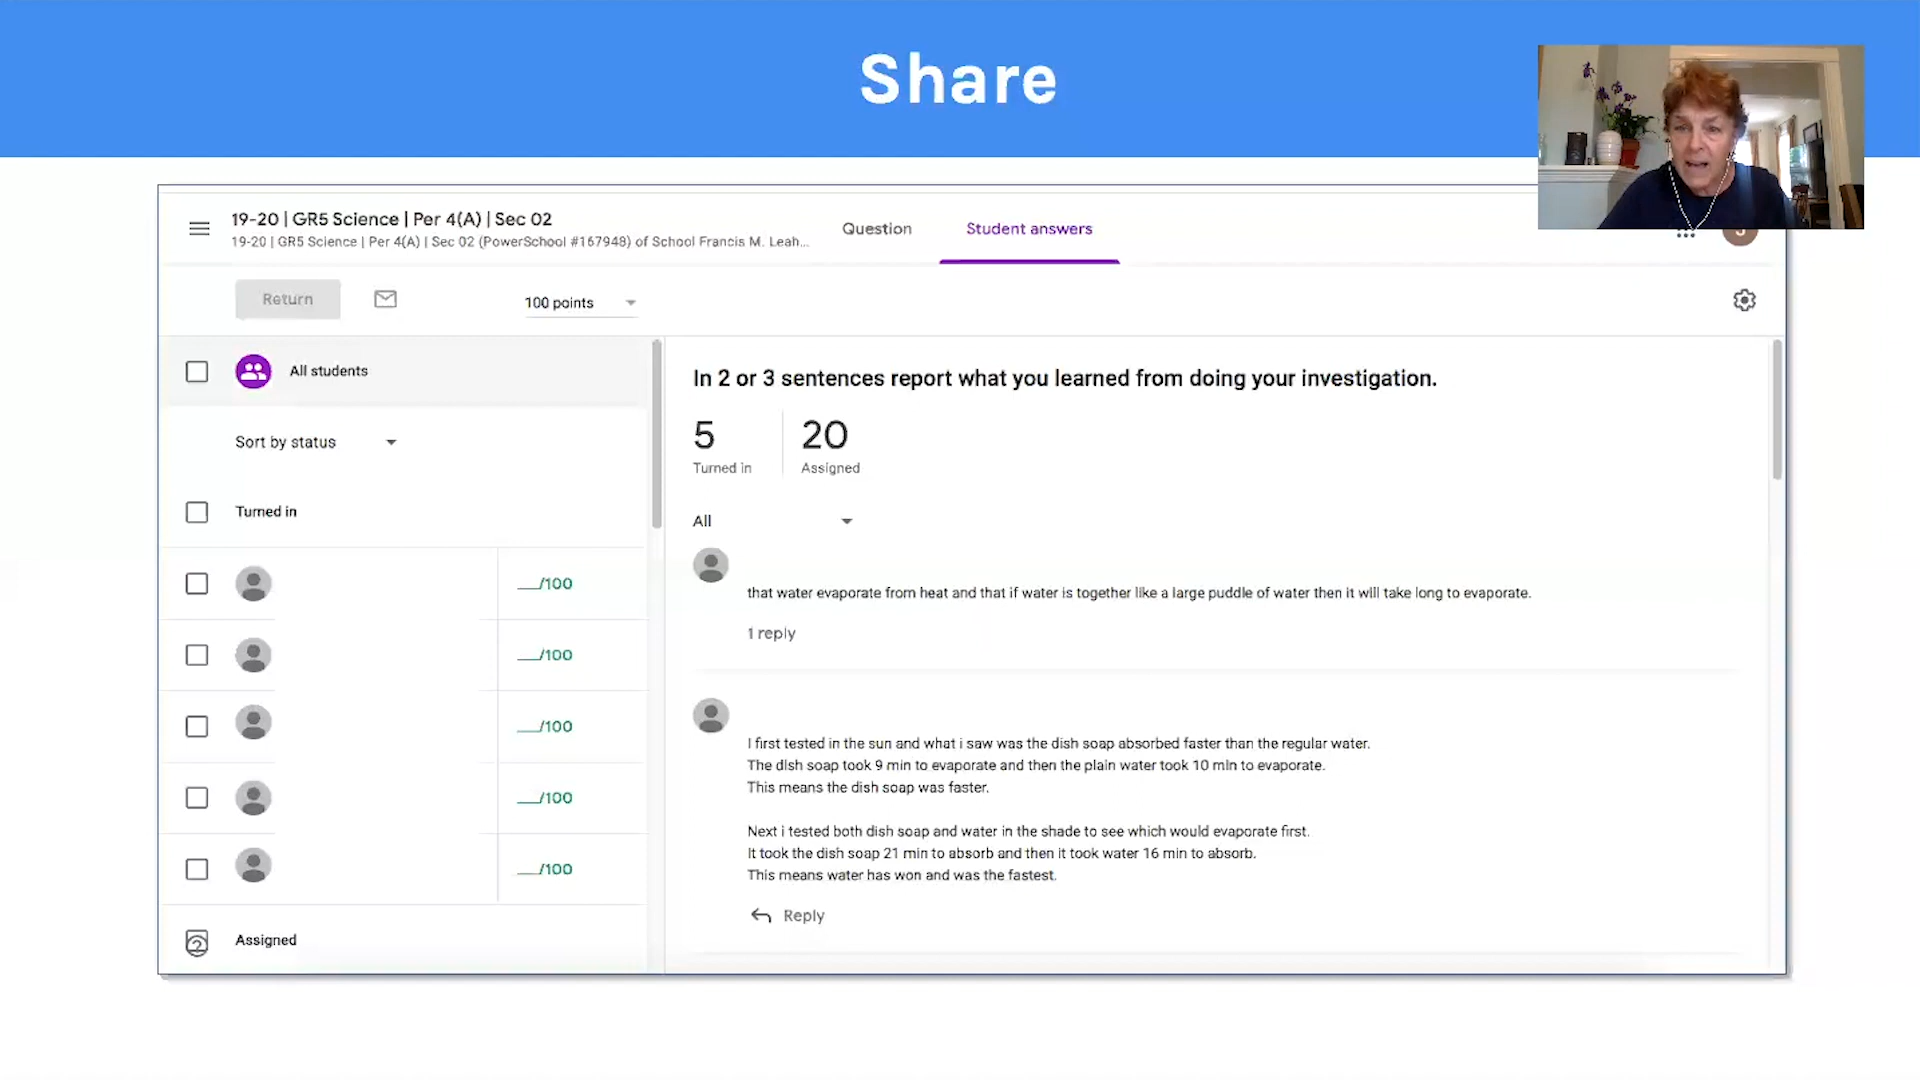 Share
19-20 | GR5 Science | Per 4(A) | Sec 02
19-20 | GR5 Science | Per 4(A) | Sec 02 (PowerSchool #167948) of School Francis M. Leah...
Question
Student answers
Return
100 points
All students
Sort by status
Turned in
__/100
__/100
__/100
__/100
__/100
Assigned
In 2 or 3 sentences report what you learned from doing your investigation.
5
Turned in
20
Assigned
All
that water evaporate from heat and that if water is together like a large puddle of water then it will take long to evaporate.
1 reply
I first tested in the sun and what i saw was the dish soap absorbed faster than the regular water.
The dish soap took 9 min to evaporate and then the plain water took 10 min to evaporate.
This means the dish soap was faster.
Next i tested both dish soap and water in the shade to see which would evaporate first.
It took the dish soap 21 min to absorb and then it took water 16 min to absorb.
This means water has won and was the fastest.
Reply